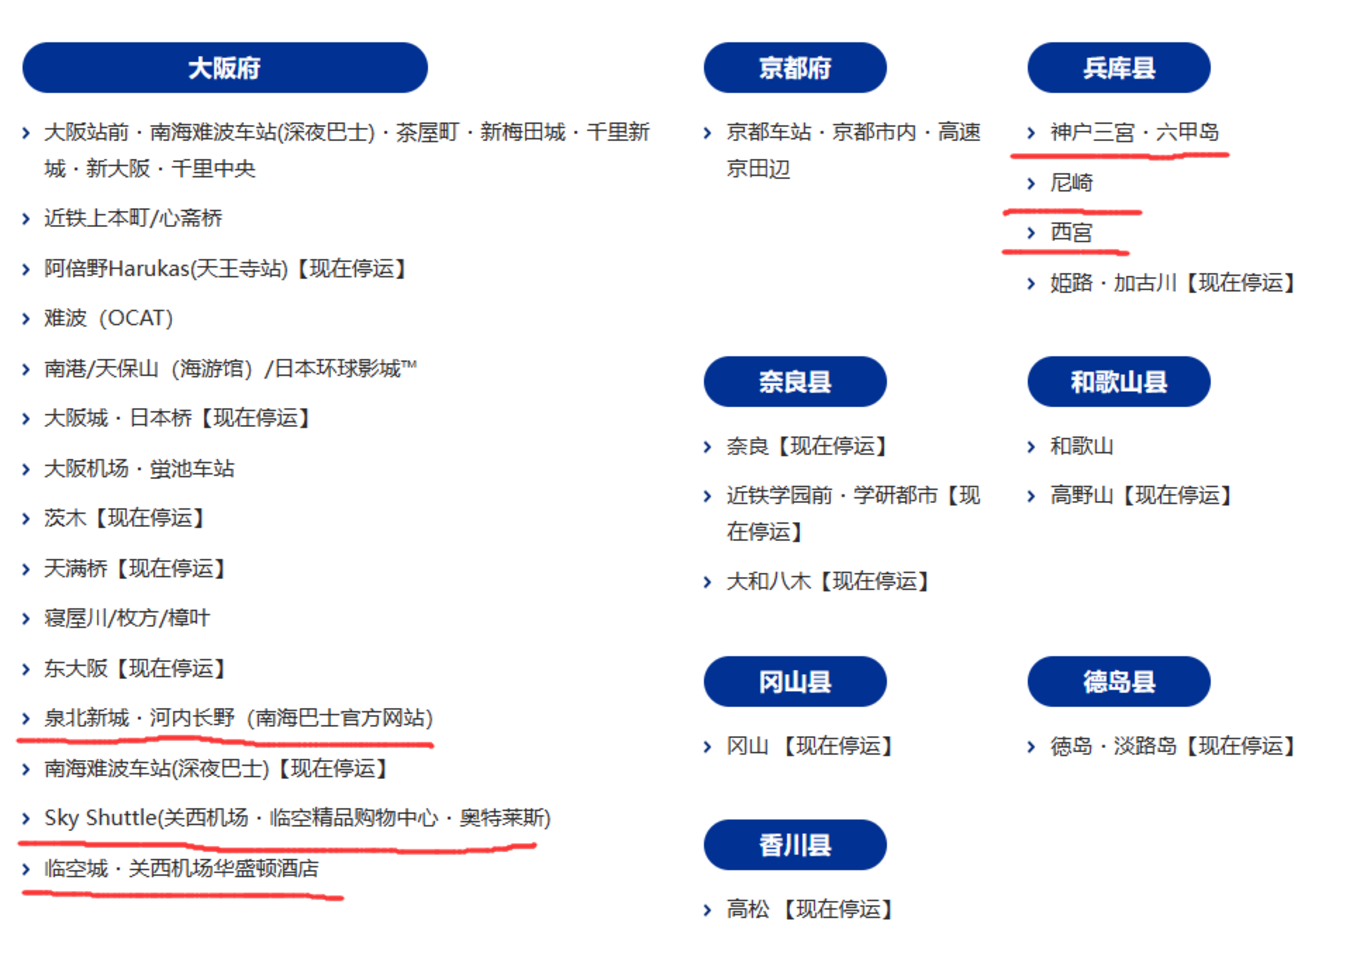 大阪府
大阪站前・南海难波车站(深夜巴士)・茶屋町・新梅田城・千里新
城・新大阪・千里中央
近铁上本町/心斋桥
阿倍野Harukas(天王寺站)【现在停运】
难波（OCAT）
南港/天保山（海游馆）/日本环球影城™
大阪城・日本桥【现在停运】
大阪机场・蛍池车站
茨木【现在停运】
天满桥【现在停运】
寝屋川/枚方/樟叶
东大阪【现在停运】
泉北新城・河内长野（南海巴士官方网站）
南海难波车站(深夜巴士)【现在停运】
Sky Shuttle(关西机场・临空精品购物中心・奥特莱斯)
临空城・关西机场华盛顿酒店
京都府
京都车站・京都市内・高速
京田辺
兵库县
神户三宫・六甲岛
尼崎
西宫
姫路・加古川【现在停运】
奈良县
奈良【现在停运】
近铁学园前・学研都市【现
在停运】
大和八木【现在停运】
和歌山县
和歌山
高野山【现在停运】
冈山县
冈山 【现在停运】
德岛县
徳岛・淡路岛【现在停运】
香川县
高松 【现在停运】